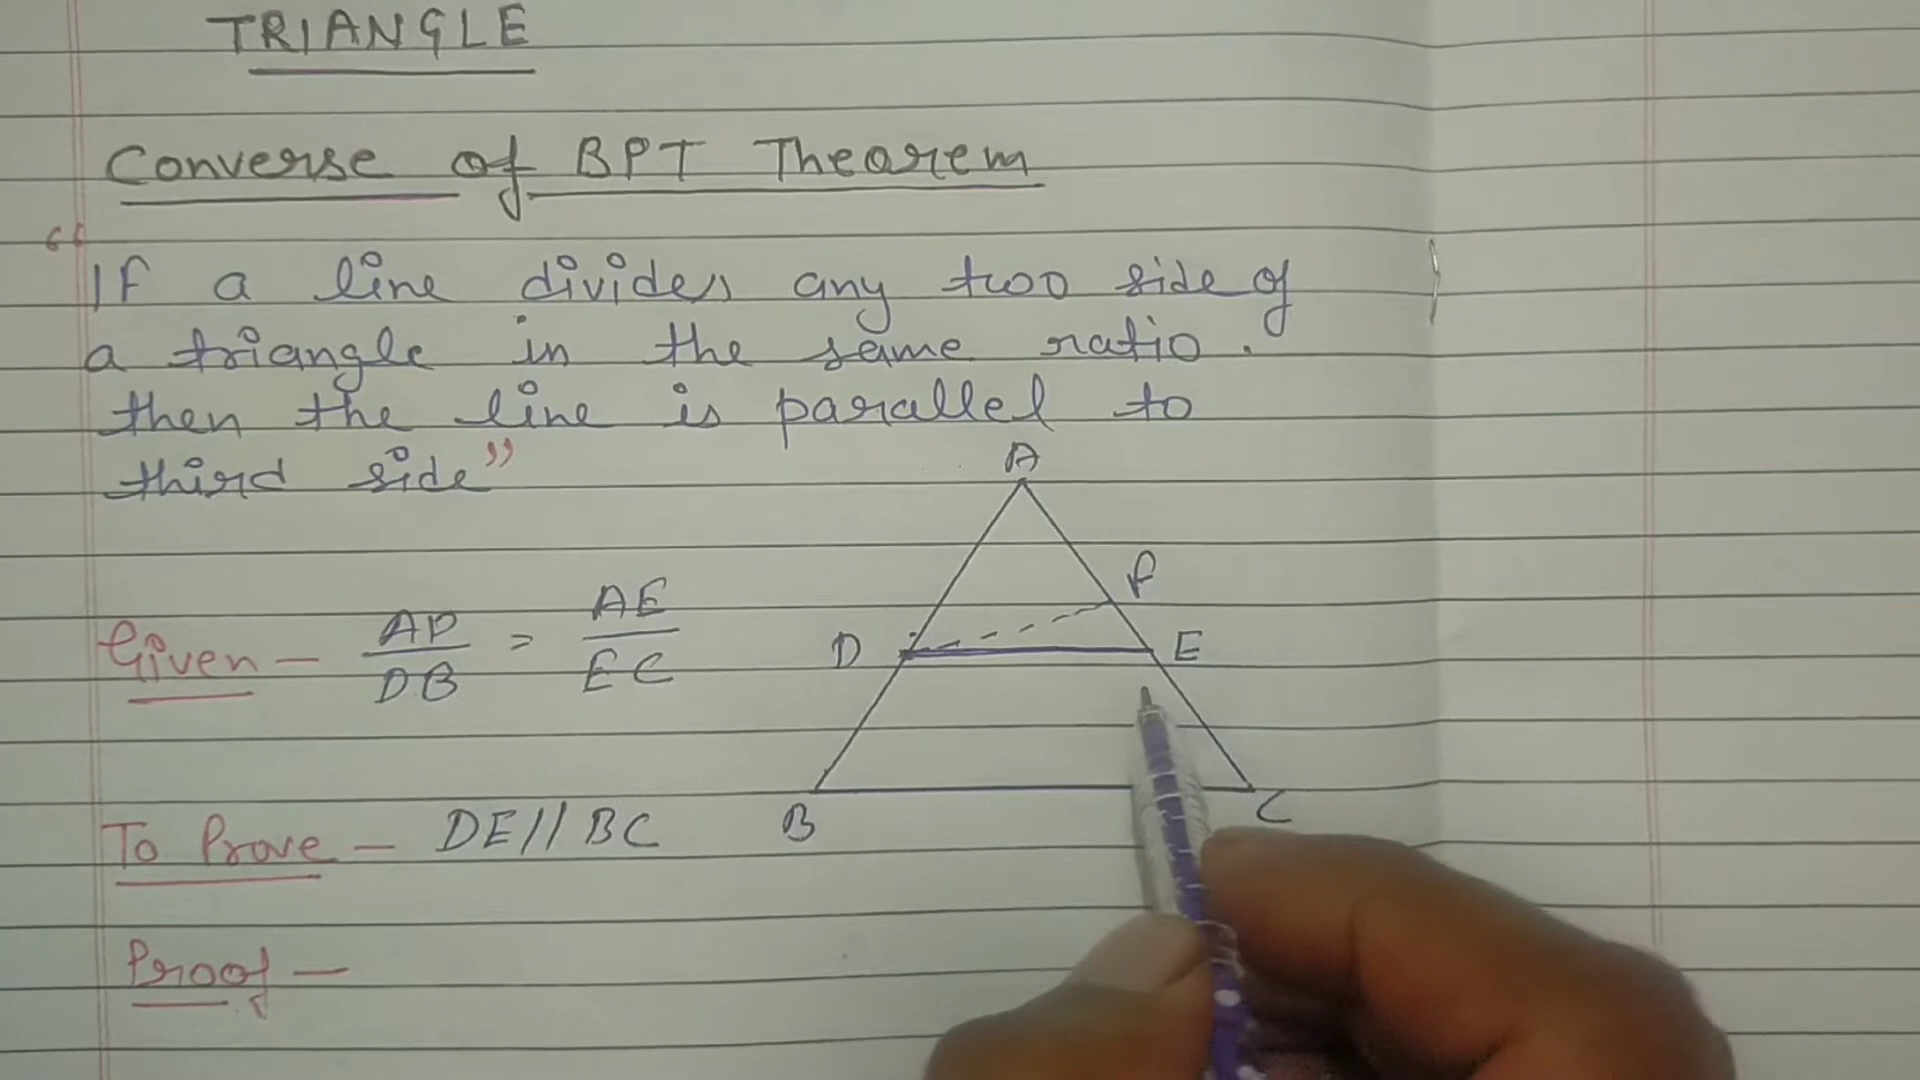 TRIANGLE
Converse of BPT Theorem
“If a line divides any two side of
a triangle in the same ratio.
then the line is parallel to
third side”
A
F
Given - AD/DB = AE/EC
D E
To Prove - DE//BC
B C
Proof -